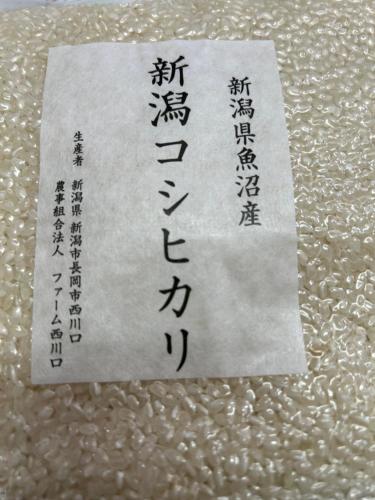 新潟県魚沼産
新潟コシヒカリ
生産者 新潟県 新潟市長岡市西川口
農事組合法人 ファーム西川口